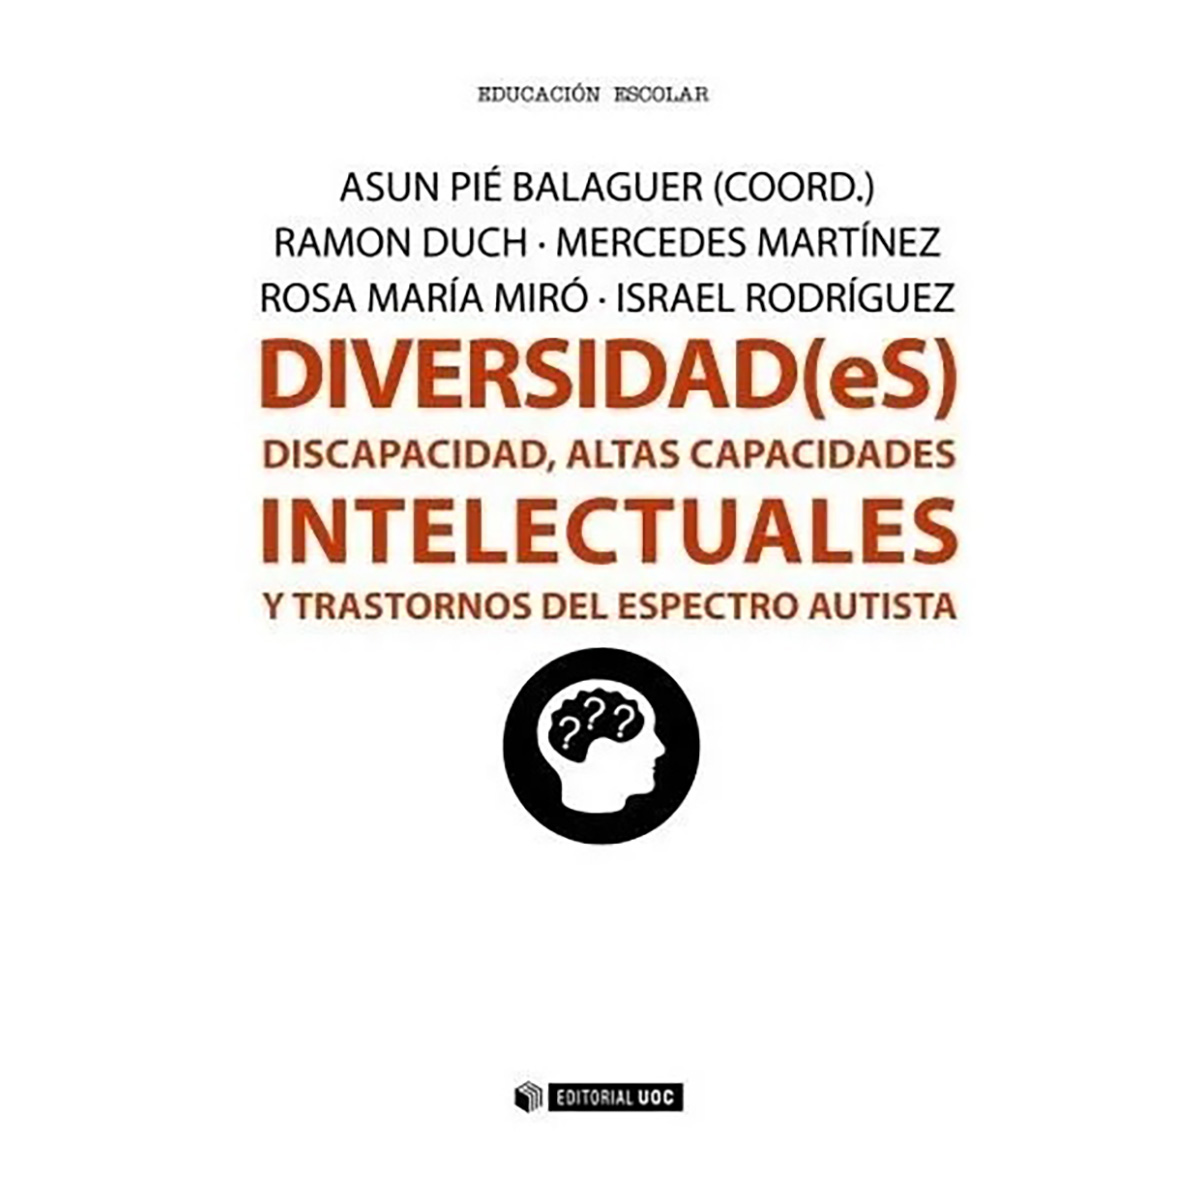 EDUCACIÓN ESCOLAR
ASUN PIÉ BALAGUER (COORD.)
RAMON DUCH · MERCEDES MARTÍNEZ
ROSA MARÍA MIRÓ · ISRAEL RODRÍGUEZ
DIVERSIDAD(eS)
DISCAPACIDAD, ALTAS CAPACIDADES
INTELECTUALES
Y TRASTORNOS DEL ESPECTRO AUTISTA
? ? ?
EDITORIAL UOC